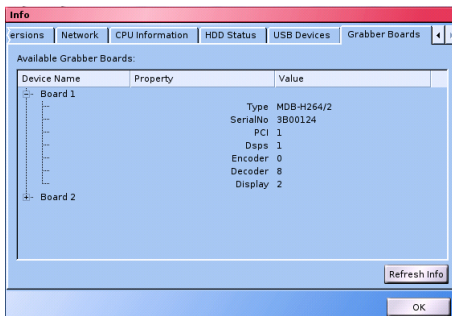 Info
ersions Network CPU Information HDD Status USB Devices Grabber Boards
Available Grabber Boards:
Device Name Property Value
Board 1
Type MDB-H264/2
SerialNo 3B00124
PCI 1
Dsps 1
Encoder 0
Decoder 8
Display 2
Board 2
Refresh Info
OK